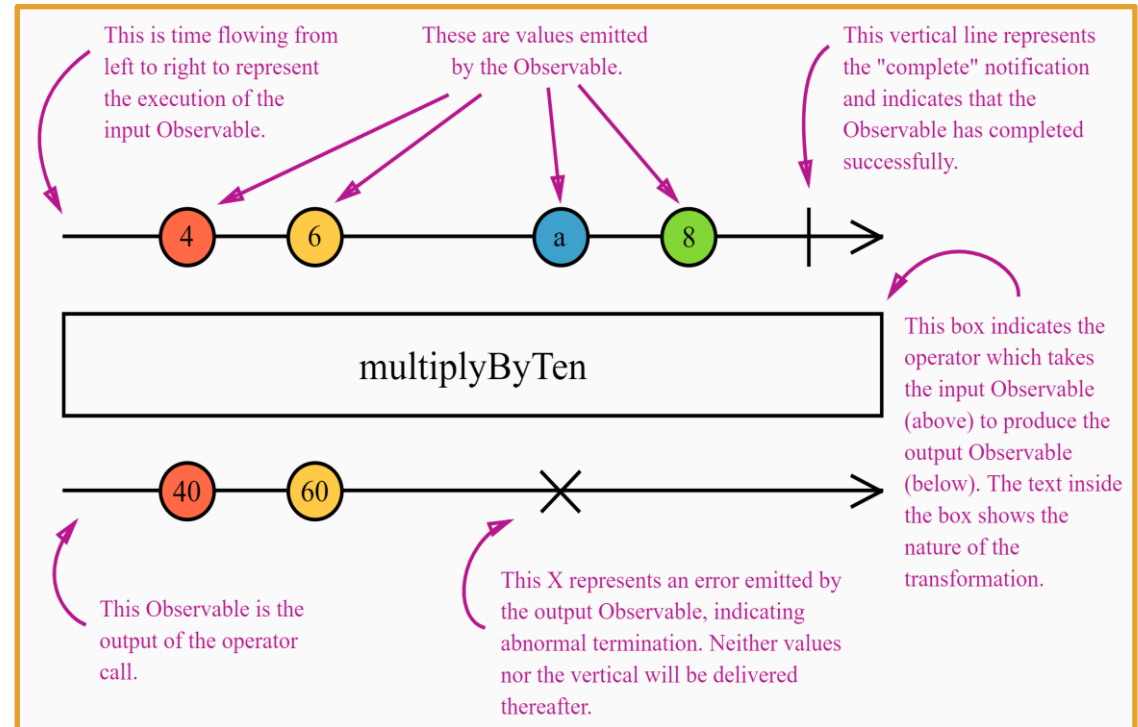 This is time flowing from
left to right to represent
the execution of the
input Observable.
These are values emitted
by the Observable.
This vertical line represents
the "complete" notification
and indicates that the
Observable has completed
successfully.
4
6
a
8
multiplyByTen
This box indicates the
operator which takes
the input Observable
(above) to produce the
output Observable
(below). The text inside
the box shows the
nature of the
transformation.
40
60
This Observable is the
output of the operator
call.
This X represents an error emitted by
the output Observable, indicating
abnormal termination. Neither values
nor the vertical will be delivered
thereafter.